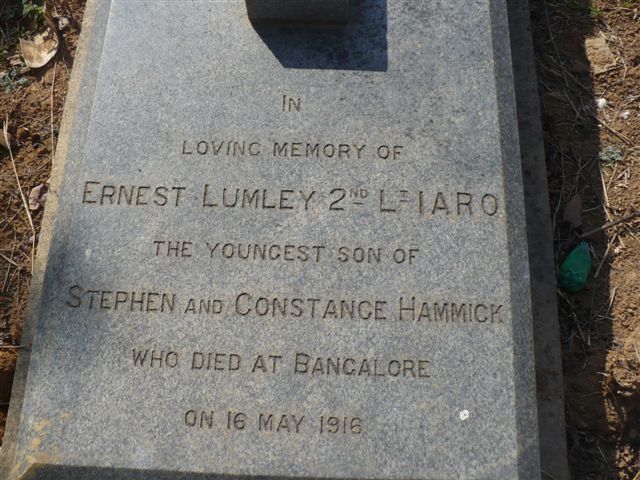 IN
LOVING MEMORY OF
ERNEST LUMLEY 2ND LT IARO
THE YOUNGEST SON OF
STEPHEN AND CONSTANCE HAMMICK
WHO DIED AT BANGALORE
ON 16 MAY 1916